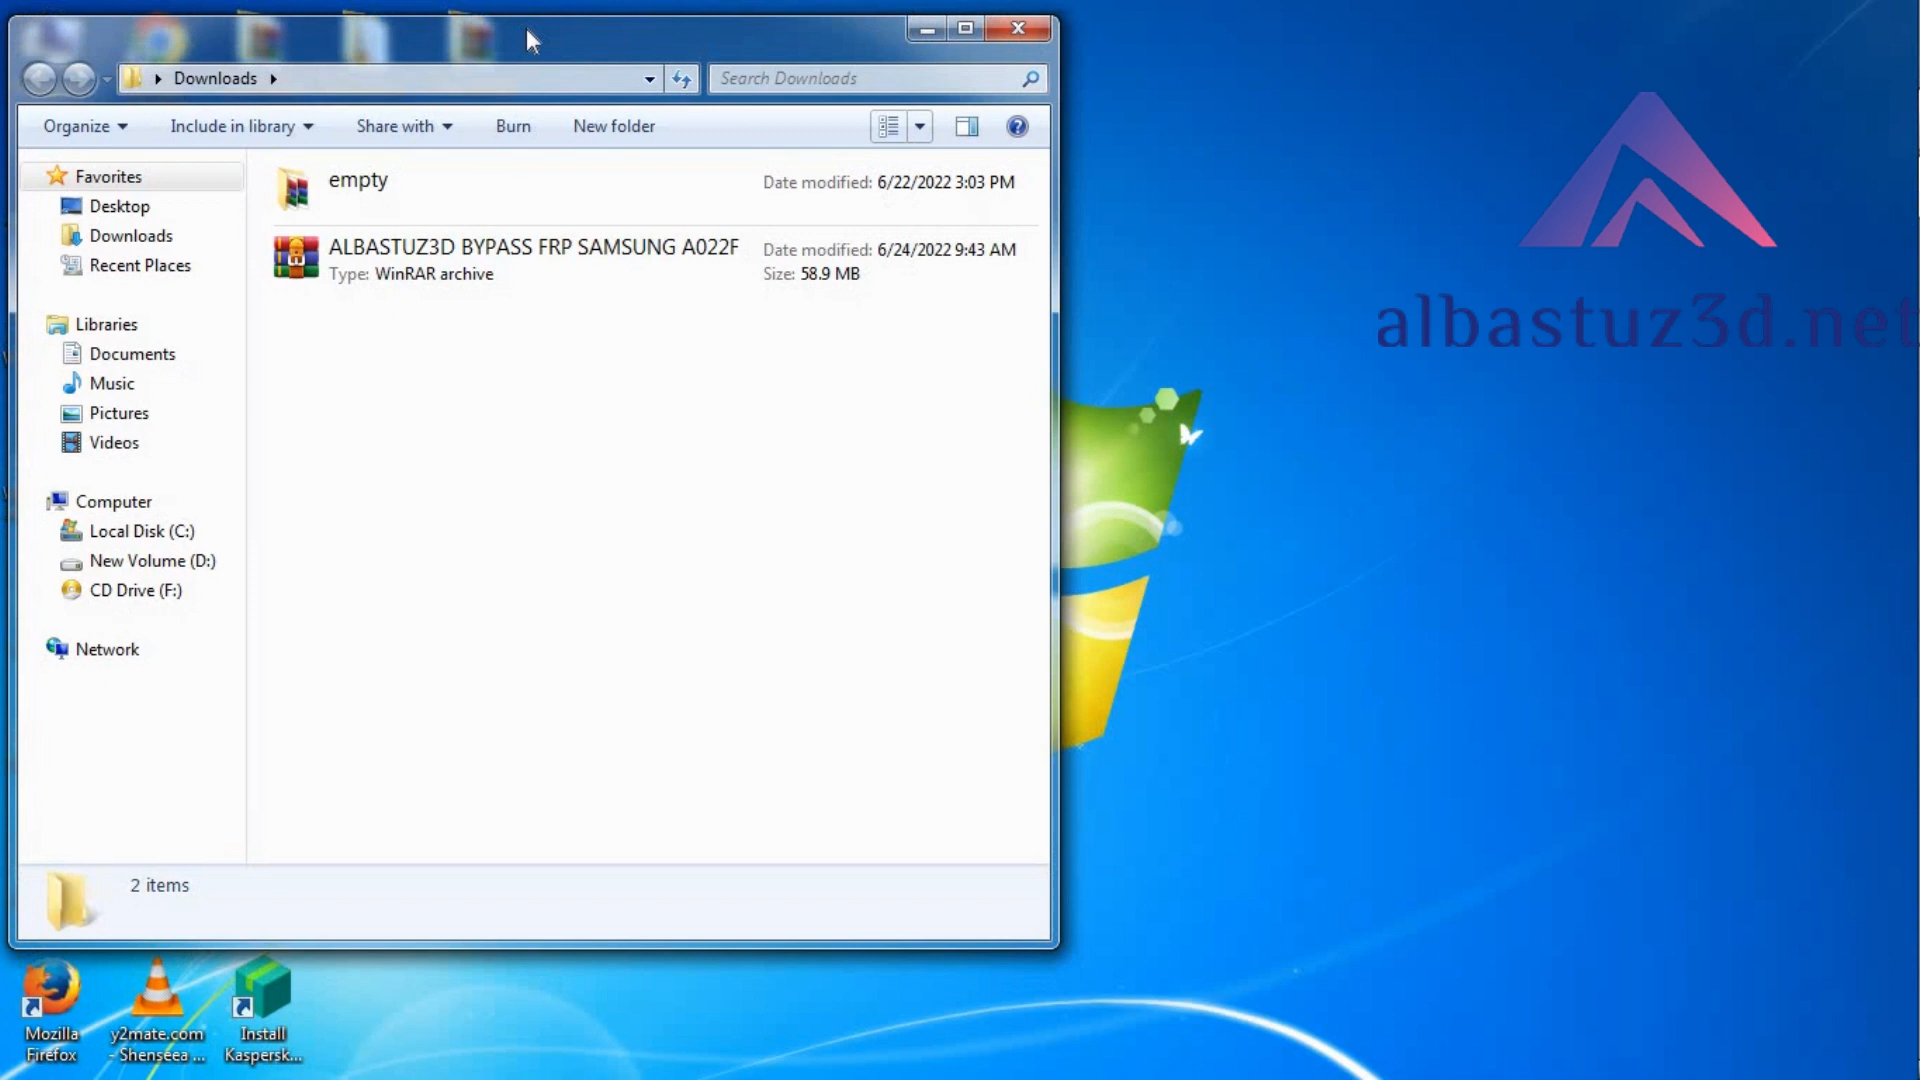 Downloads
Search Downloads
Organize
Include in library
Share with
Burn
New folder
Favorites
Desktop
Downloads
Recent Places
Libraries
Documents
Music
Pictures
Videos
Computer
Local Disk (C:)
New Volume (D:)
CD Drive (F:)
Network
empty
Date modified: 6/22/2022 3:03 PM
ALBASTUZ3D BYPASS FRP SAMSUNG A022F
Date modified: 6/24/2022 9:43 AM
Type: WinRAR archive
Size: 58.9 MB
2 items
albastuz3d.net
Mozilla
Firefox
y2mate.com
- Shenseea ...
Install
Kaspersk...